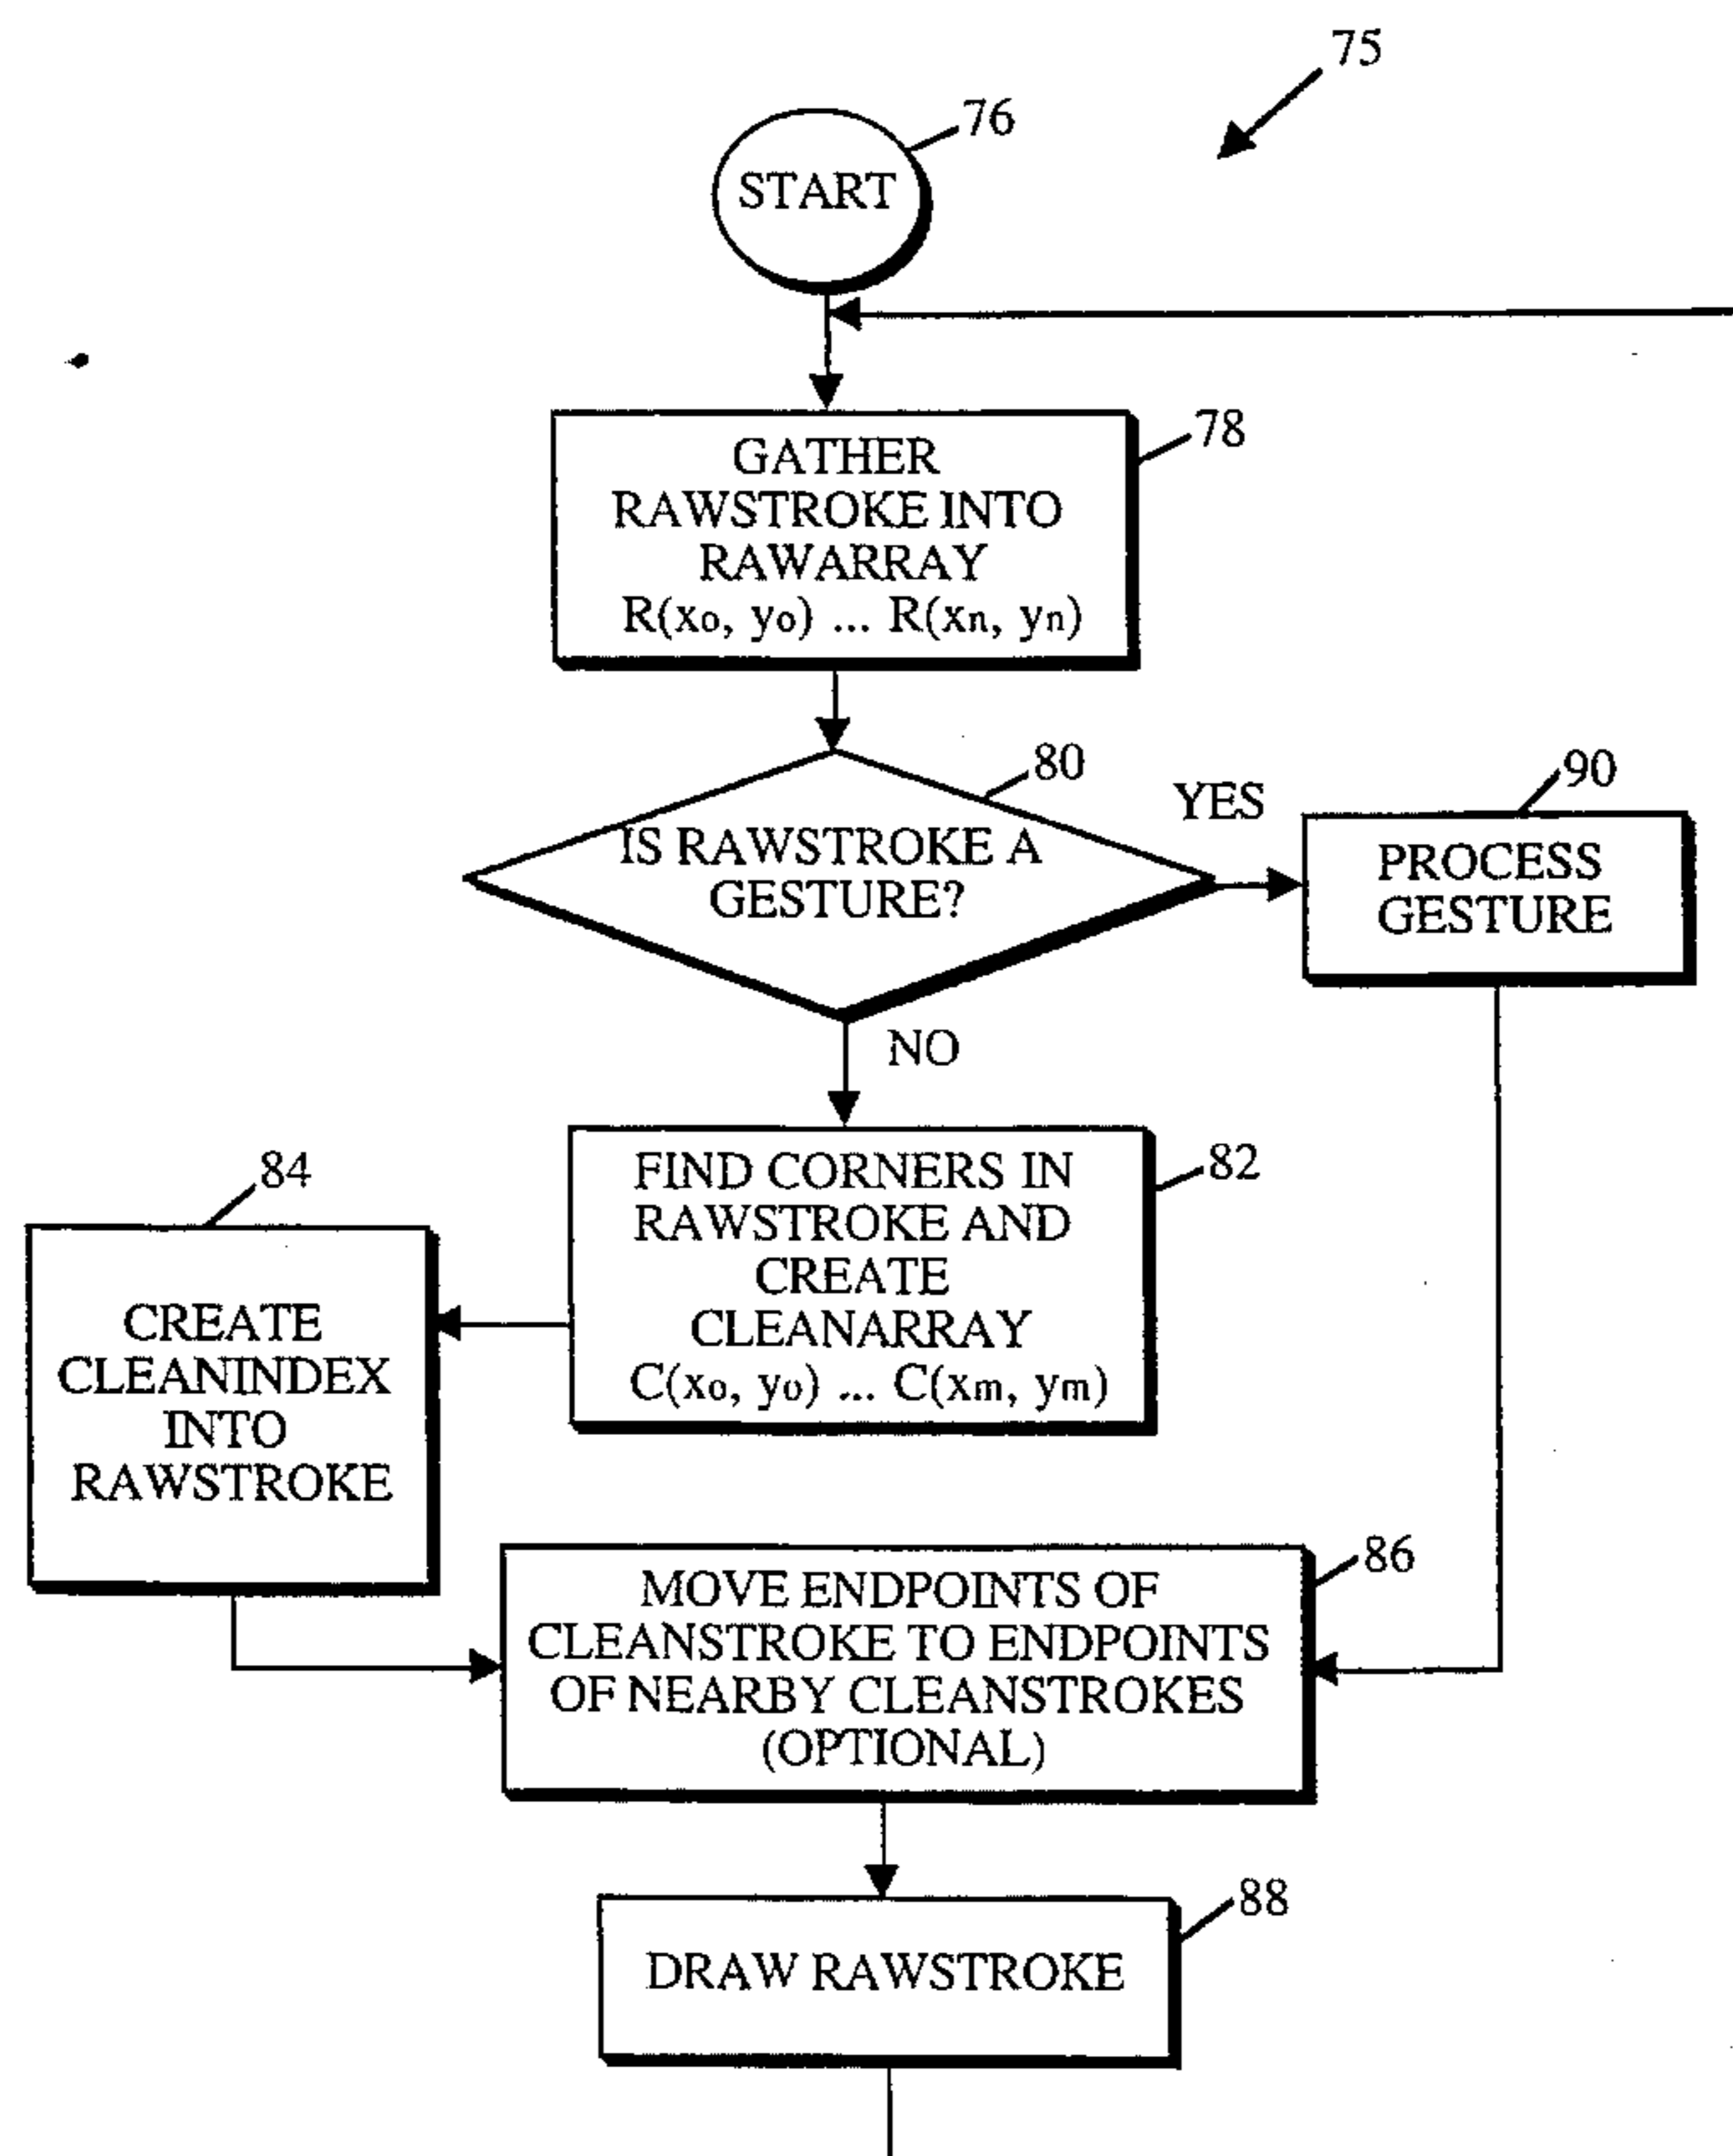 75
76
START
78
GATHER
RAWSTROKE INTO
RAWARRAY
R(xo, yo) ... R(xn, yn)
80
IS RAWSTROKE A
GESTURE?
YES
90
PROCESS
GESTURE
NO
82
FIND CORNERS IN
RAWSTROKE AND
CREATE
CLEANARRAY
C(xo, yo) ... C(xm, ym)
84
CREATE
CLEANINDEX
INTO
RAWSTROKE
86
MOVE ENDPOINTS OF
CLEANSTROKE TO ENDPOINTS
OF NEARBY CLEANSTROKES
(OPTIONAL)
88
DRAW RAWSTROKE